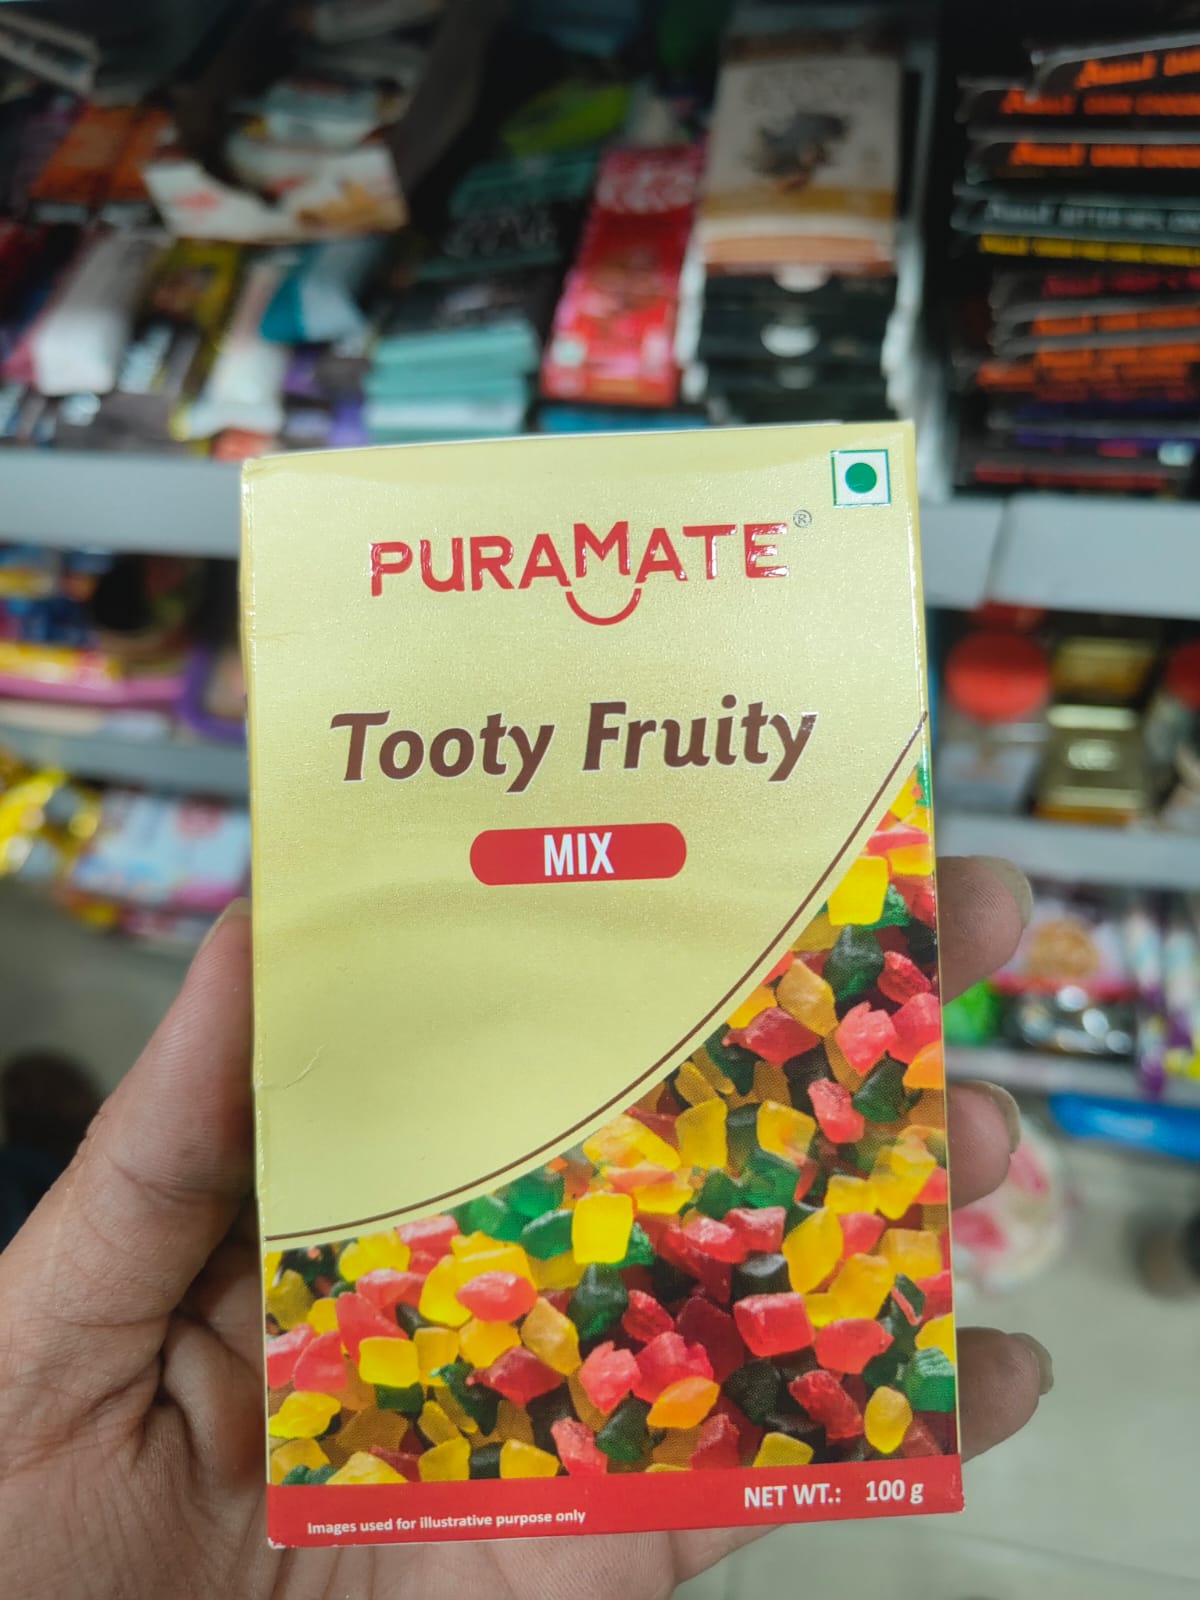 PURAMATE®
Tooty Fruity
MIX
NET WT.: 100 g
Images used for illustrative purpose only